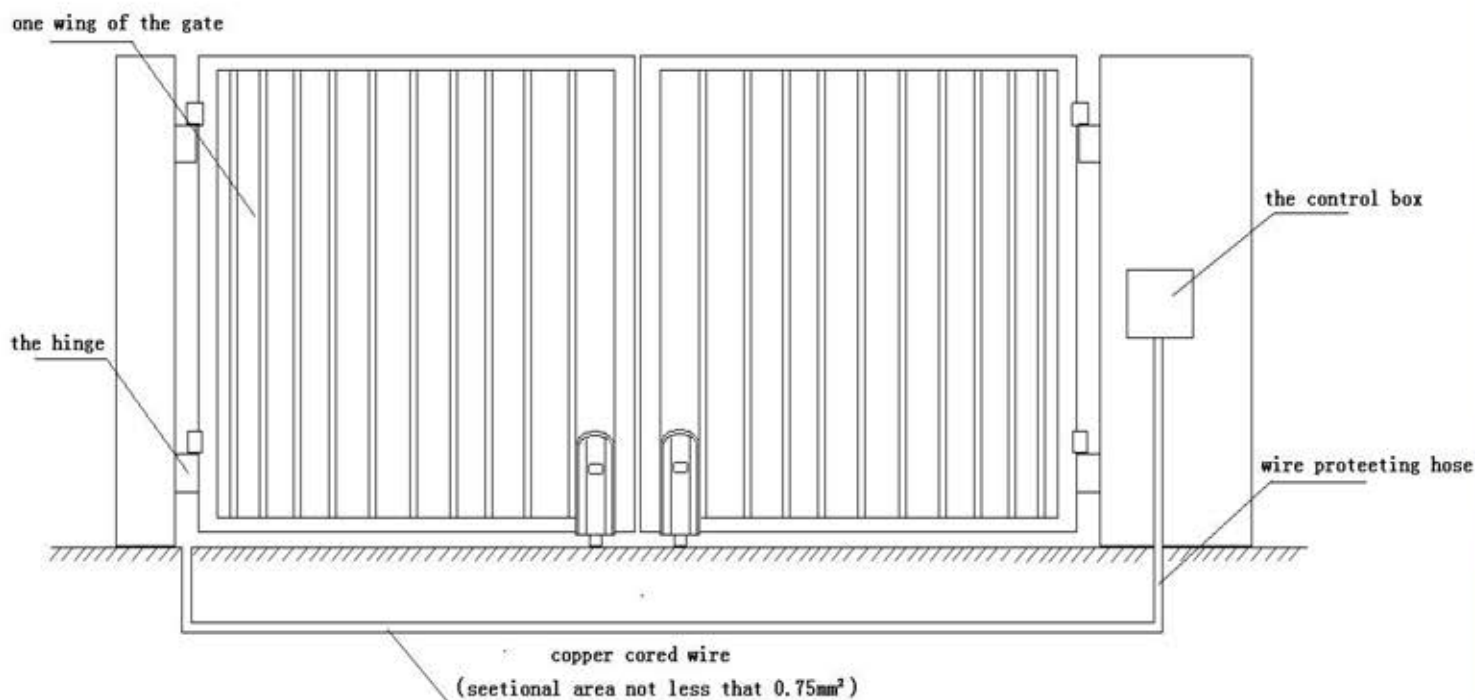 one wing of the gate
the control box
the hinge
wire proteeting hose
copper cored wire
(seetional area not less that 0.75mm²)